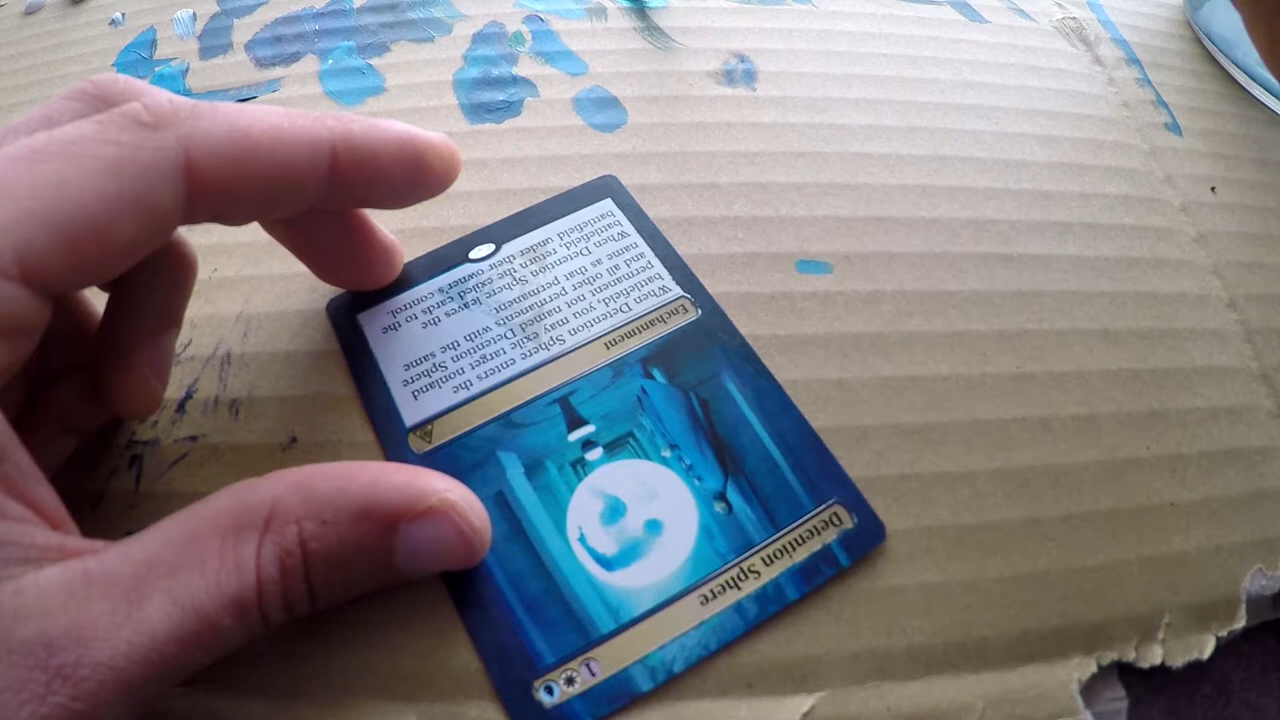 Detention Sphere 1
Enchantment
When Detention Sphere enters the
battlefield, you may exile target nonland
permanent not named Detention Sphere
and all other permanents with the same
name as that permanent.
When Detention Sphere leaves the
battlefield, return the exiled cards to the
battlefield under their owner's control.